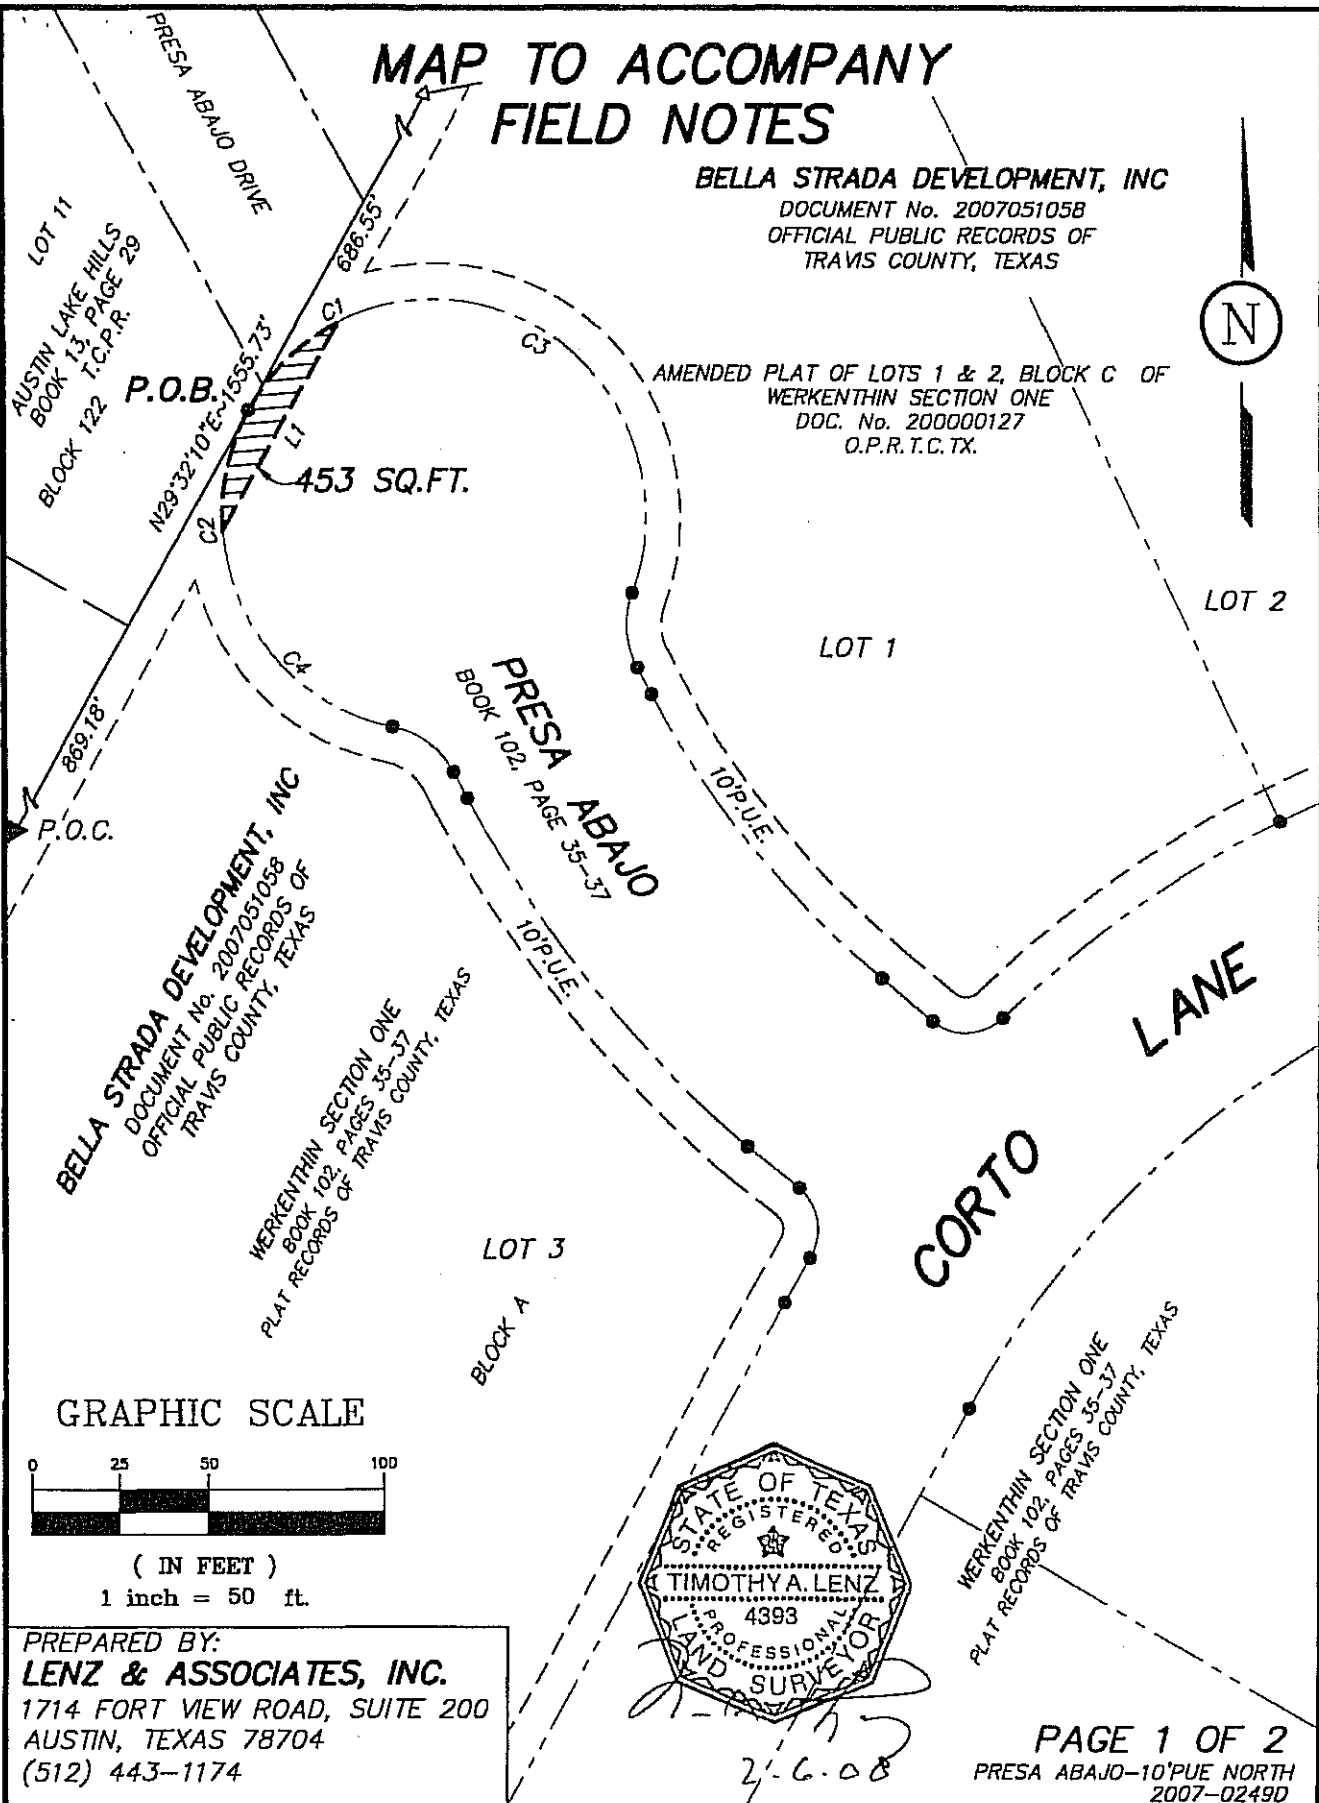 MAP TO ACCOMPANY
FIELD NOTES
PRESA ABAJO DRIVE
BELLA STRADA DEVELOPMENT, INC
DOCUMENT No. 2007051058
OFFICIAL PUBLIC RECORDS OF
TRAVIS COUNTY, TEXAS
LOT 11
AUSTIN LAKE HILLS
BOOK 13, PAGE 29
T.C.P.R.
BLOCK 122
686.55'
N
C1
C3
P.O.B.
N29°32'10"E~1555.73'
L1
453 SQ.FT.
C2
AMENDED PLAT OF LOTS 1 & 2, BLOCK C OF
WERKENTHIN SECTION ONE
DOC. No. 200000127
O.P.R.T.C.TX.
LOT 2
LOT 1
C4
PRESA ABAJO
BOOK 102, PAGE 35-37
869.18'
P.O.C.
10'P.U.E.
10'P.U.E.
BELLA STRADA DEVELOPMENT, INC
DOCUMENT No. 2007051058
OFFICIAL PUBLIC RECORDS OF
TRAVIS COUNTY, TEXAS
WERKENTHIN SECTION ONE
BOOK 102, PAGES 35-37
PLAT RECORDS OF TRAVIS COUNTY, TEXAS
CORTO LANE
LOT 3
BLOCK A
WERKENTHIN SECTION ONE
BOOK 102, PAGES 35-37
PLAT RECORDS OF TRAVIS COUNTY, TEXAS
GRAPHIC SCALE
0 25 50 100
( IN FEET )
1 inch = 50 ft.
STATE OF TEXAS
REGISTERED
TIMOTHY A. LENZ
4393
PROFESSIONAL
LAND SURVEYOR
2-6-08
PREPARED BY:
LENZ & ASSOCIATES, INC.
1714 FORT VIEW ROAD, SUITE 200
AUSTIN, TEXAS 78704
(512) 443-1174
PAGE 1 OF 2
PRESA ABAJO-10'PUE NORTH
2007-0249D